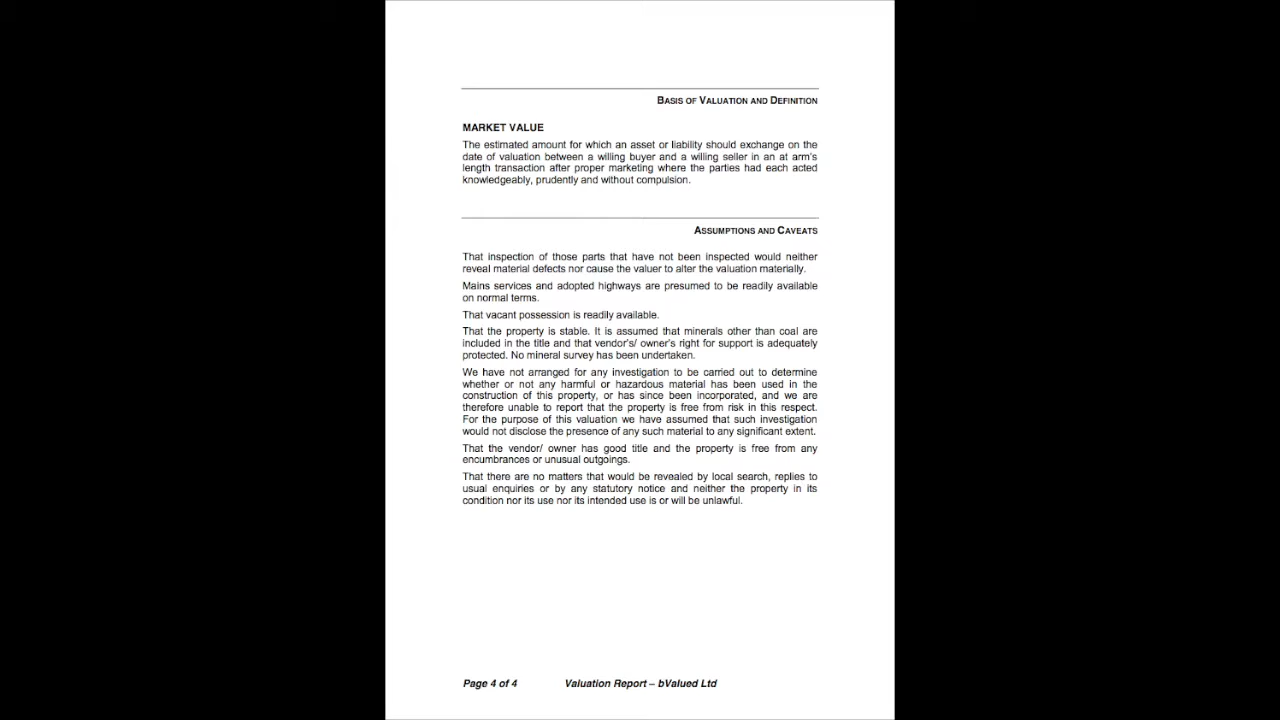 BASIS OF VALUATION AND DEFINITION
MARKET VALUE
The estimated amount for which an asset or liability should exchange on the
date of valuation between a willing buyer and a willing seller in an at arm's
length transaction after proper marketing where the parties had each acted
knowledgeably, prudently and without compulsion.
ASSUMPTIONS AND CAVEATS
That inspection of those parts that have not been inspected would neither
reveal material defects nor cause the valuer to alter the valuation materially.
Mains services and adopted highways are presumed to be readily available
on normal terms.
That vacant possession is readily available.
That the property is stable. It is assumed that minerals other than coal are
included in the title and that vendor's/ owner's right for support is adequately
protected. No mineral survey has been undertaken.
We have not arranged for any investigation to be carried out to determine
whether or not any harmful or hazardous material has been used in the
construction of this property, or has since been incorporated, and we are
therefore unable to report that the property is free from risk in this respect.
For the purpose of this valuation we have assumed that such investigation
would not disclose the presence of any such material to any significant extent.
That the vendor/ owner has good title and the property is free from any
encumbrances or unusual outgoings.
That there are no matters that would be revealed by local search, replies to
usual enquiries or by any statutory notice and neither the property in its
condition nor its use nor its intended use is or will be unlawful.
Page 4 of 4 Valuation Report – bValued Ltd